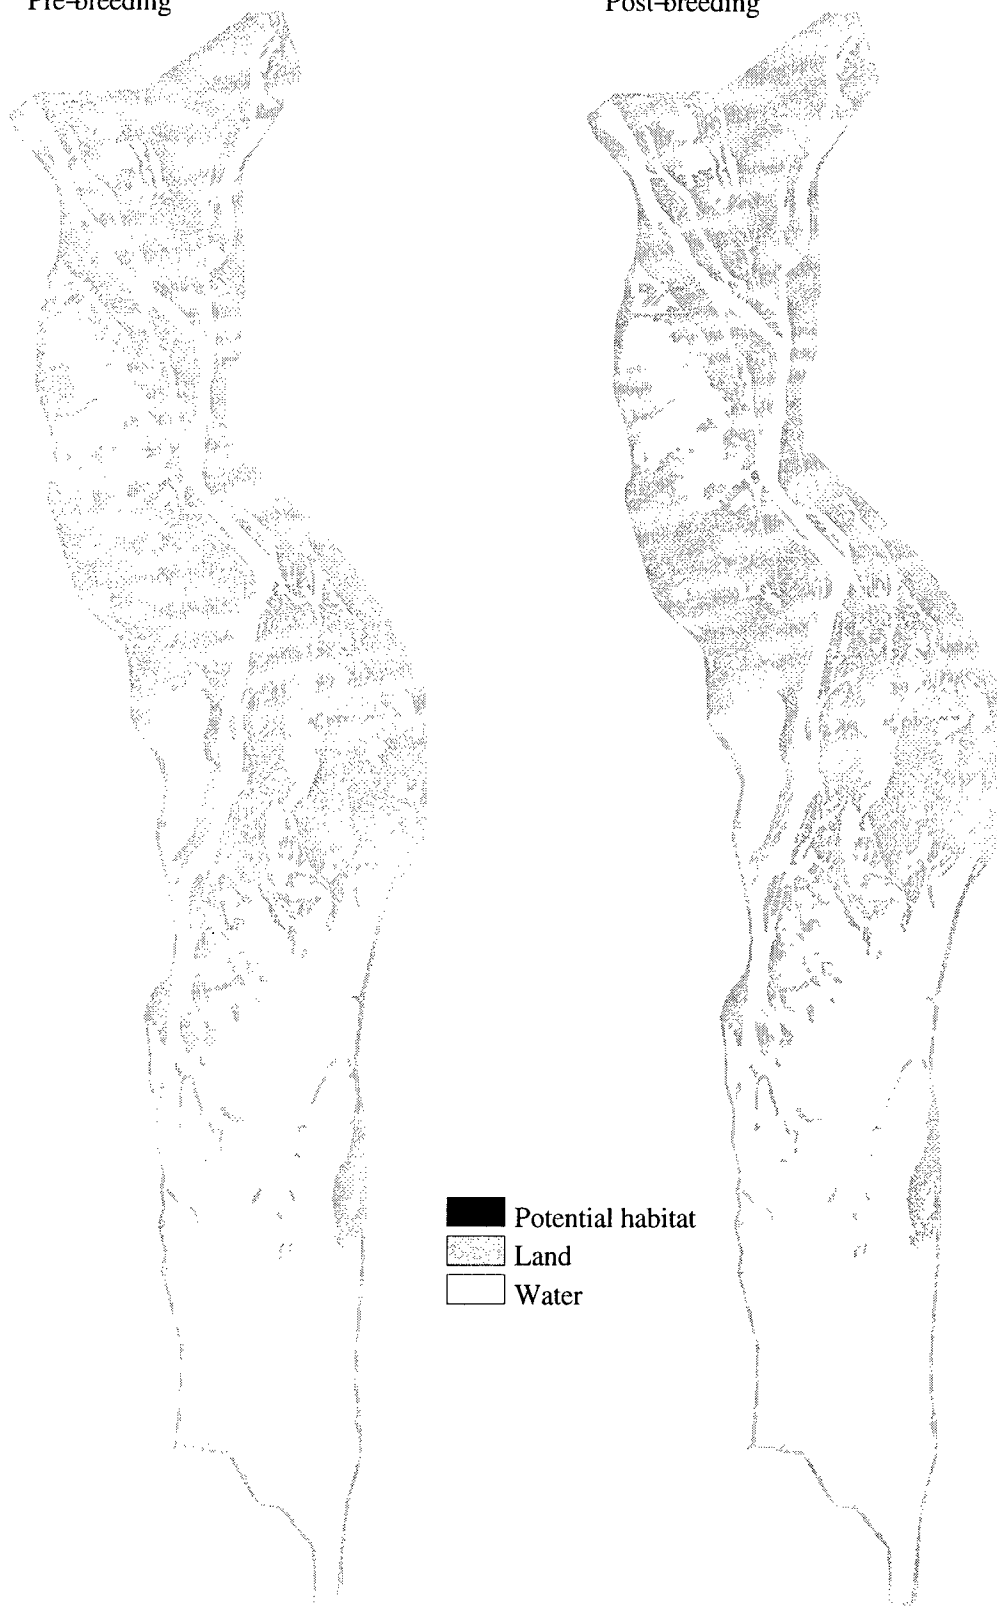 Pre-breeding
Post-breeding
Potential habitat
Land
Water